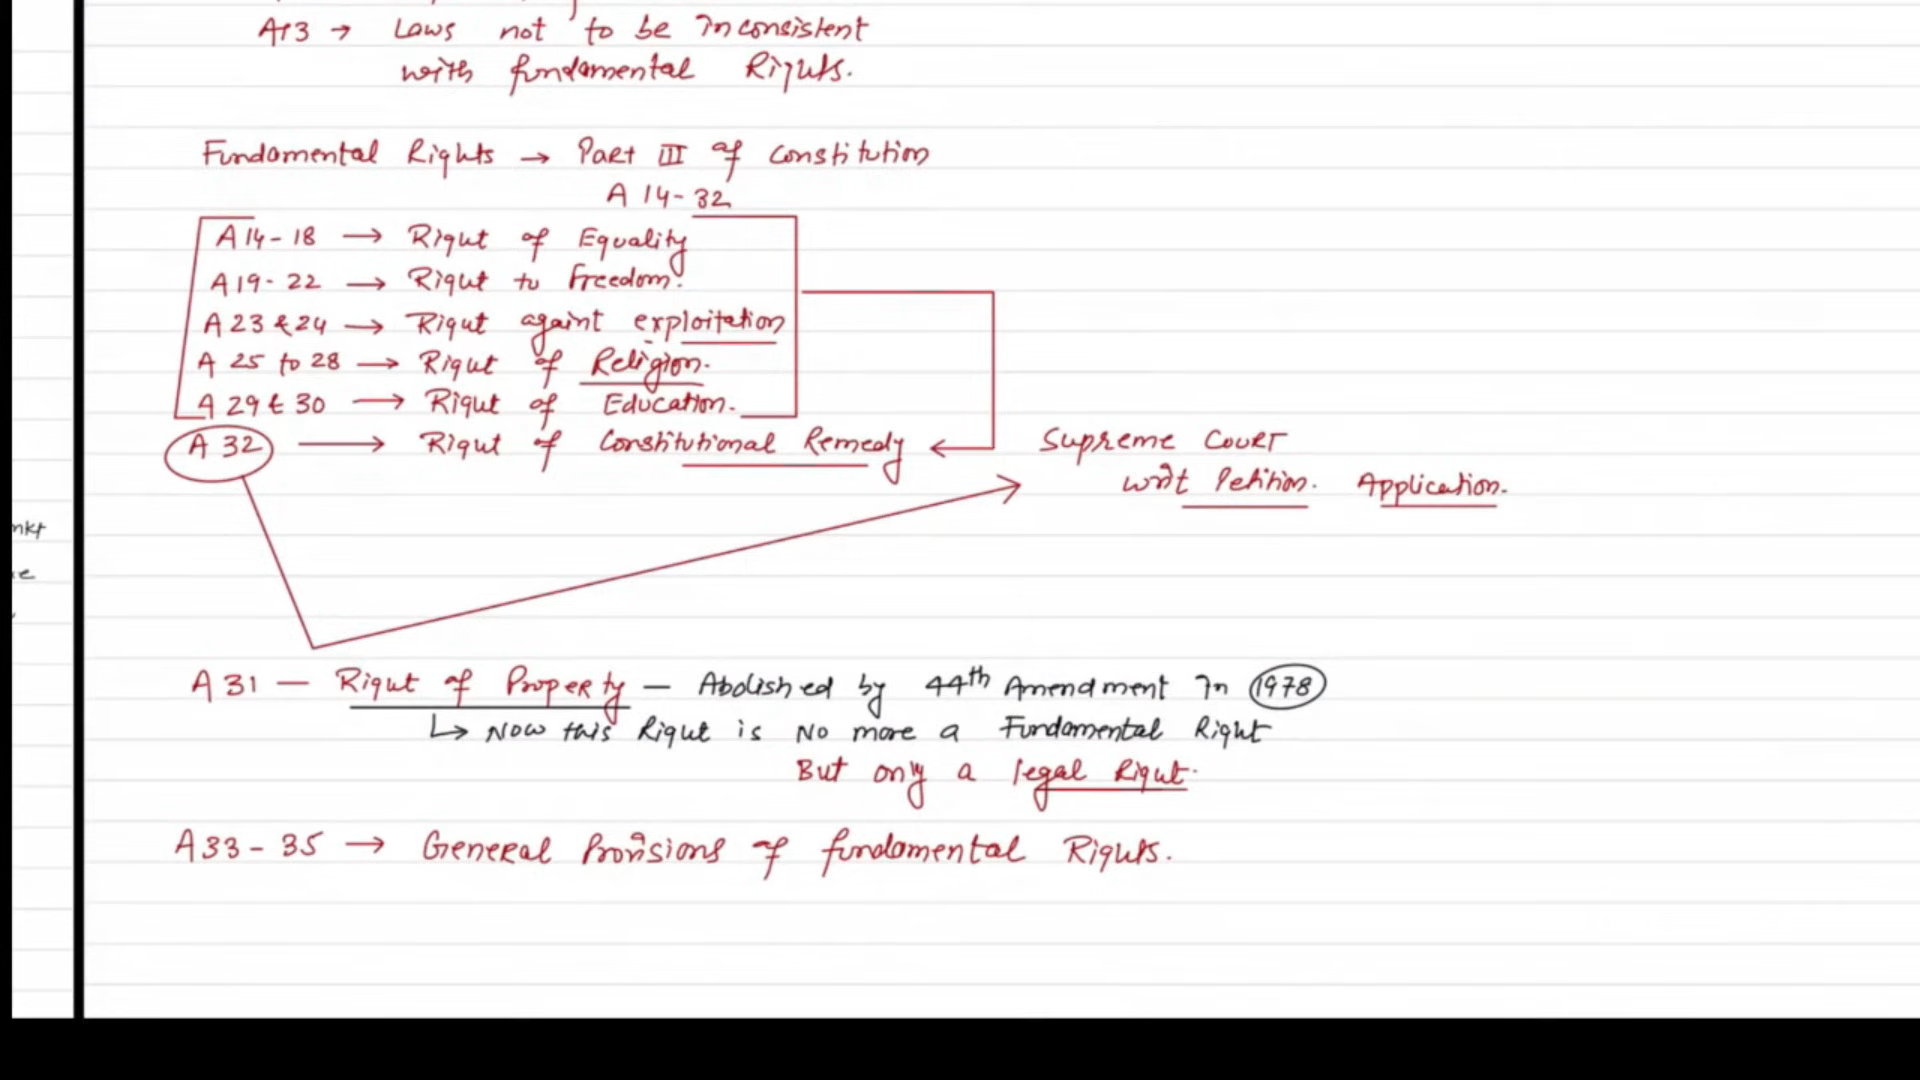 A13 → Laws not to be inconsistent
with fundamental Rights.
Fundamental Rights → Part III of Constitution
A 14-32
A 14-18 → Right of Equality
A 19-22 → Right to Freedom.
A 23 & 24 → Right againt exploitation
A 25 to 28 → Right of Religion.
A 29 & 30 → Right of Education.
A 32 → Right of Constitutional Remedy
Supreme Court
writ Petition. Application.
A 31 — Right of Property — Abolished by 44th Amendment in 1978
↳ Now this Right is No more a Fundamental Right
But only a legal Right.
A33-35 → General Provisions of fundamental Rights.